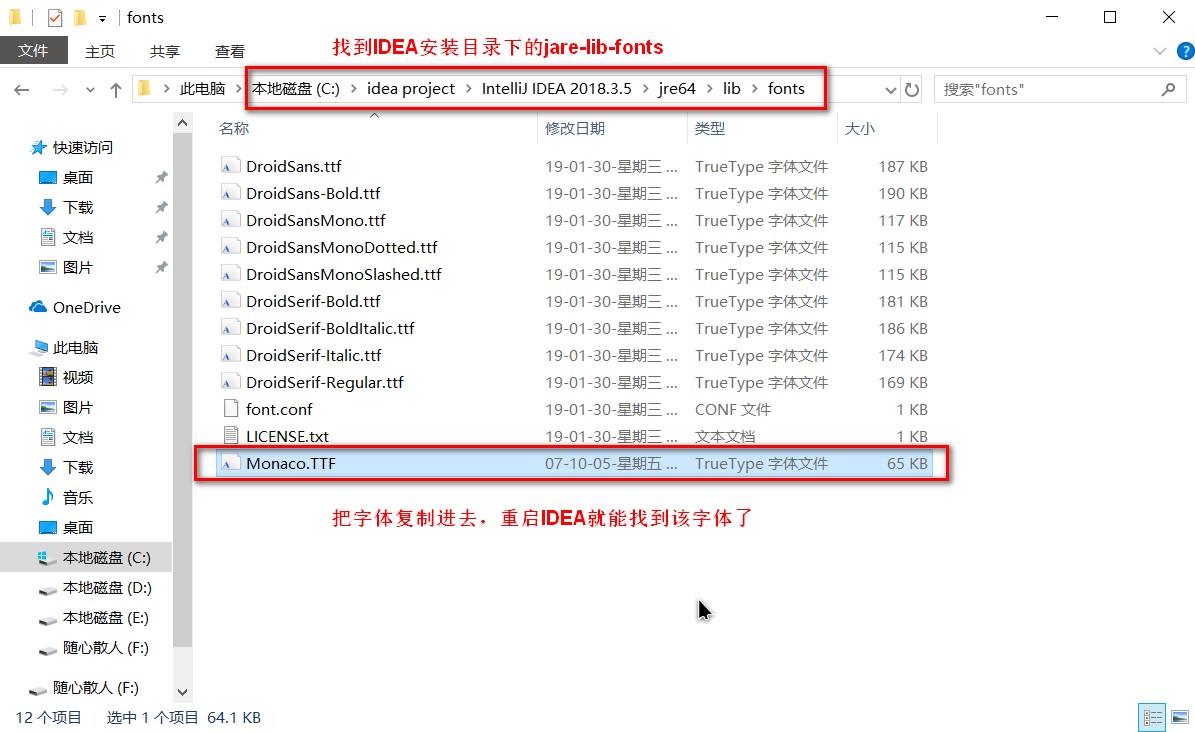 fonts
文件 主页 共享 查看
找到IDEA安装目录下的jare-lib-fonts
此电脑 本地磁盘 (C:) idea project IntelliJ IDEA 2018.3.5 jre64 lib fonts 搜索"fonts"
名称 修改日期 类型 大小
快速访问
桌面
下载
文档
图片
OneDrive
此电脑
视频
图片
文档
下载
音乐
桌面
本地磁盘 (C:)
本地磁盘 (D:)
本地磁盘 (E:)
随心散人 (F:)
随心散人 (F:)
DroidSans.ttf 19-01-30-星期三 ... TrueType 字体文件 187 KB
DroidSans-Bold.ttf 19-01-30-星期三 ... TrueType 字体文件 190 KB
DroidSansMono.ttf 19-01-30-星期三 ... TrueType 字体文件 117 KB
DroidSansMonoDotted.ttf 19-01-30-星期三 ... TrueType 字体文件 115 KB
DroidSansMonoSlashed.ttf 19-01-30-星期三 ... TrueType 字体文件 115 KB
DroidSerif-Bold.ttf 19-01-30-星期三 ... TrueType 字体文件 181 KB
DroidSerif-BoldItalic.ttf 19-01-30-星期三 ... TrueType 字体文件 186 KB
DroidSerif-Italic.ttf 19-01-30-星期三 ... TrueType 字体文件 174 KB
DroidSerif-Regular.ttf 19-01-30-星期三 ... TrueType 字体文件 169 KB
font.conf 19-01-30-星期三 ... CONF 文件 1 KB
LICENSE.txt 19-01-30-星期三 ... 文本文档 1 KB
Monaco.TTF 07-10-05-星期五 ... TrueType 字体文件 65 KB
把字体复制进去，重启IDEA就能找到该字体了
12 个项目 选中 1 个项目 64.1 KB